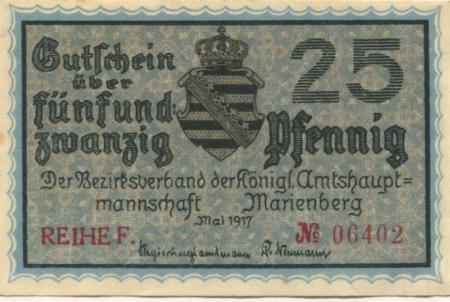 Gutschein
über
fünfund-
zwanzig
25
Pfennig
Der Bezirksverband der Königl. Amtshaupt=
mannschaft Marienberg
Mai 1917
REIHE F. No 06402